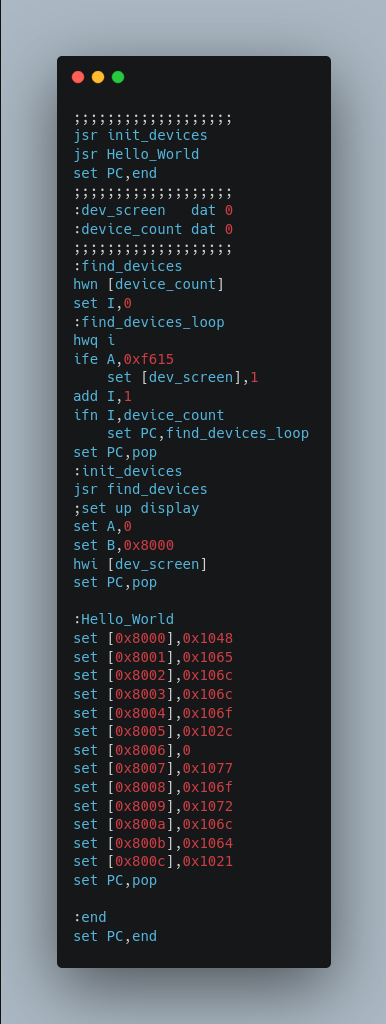 ;;;;;;;;;;;;;;;;;;;
jsr init_devices
jsr Hello_World
set PC,end
;;;;;;;;;;;;;;;;;;;
:dev_screen   dat 0
:device_count dat 0
;;;;;;;;;;;;;;;;;;;
:find_devices
hwn [device_count]
set I,0
:find_devices_loop
hwq i
ife A,0xf615
    set [dev_screen],1
add I,1
ifn I,device_count
    set PC,find_devices_loop
set PC,pop
:init_devices
jsr find_devices
;set up display
set A,0
set B,0x8000
hwi [dev_screen]
set PC,pop

:Hello_World
set [0x8000],0x1048
set [0x8001],0x1065
set [0x8002],0x106c
set [0x8003],0x106c
set [0x8004],0x106f
set [0x8005],0x102c
set [0x8006],0
set [0x8007],0x1077
set [0x8008],0x106f
set [0x8009],0x1072
set [0x800a],0x106c
set [0x800b],0x1064
set [0x800c],0x1021
set PC,pop

:end
set PC,end